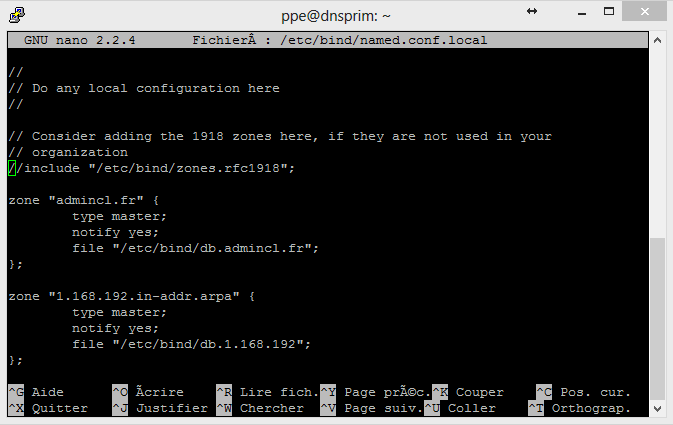 ppe@dnsprim: ~
GNU nano 2.2.4 FichierÂ : /etc/bind/named.conf.local
//
// Do any local configuration here
//
// Consider adding the 1918 zones here, if they are not used in your
// organization
//include "/etc/bind/zones.rfc1918";
zone "admincl.fr" {
type master;
notify yes;
file "/etc/bind/db.admincl.fr";
};
zone "1.168.192.in-addr.arpa" {
type master;
notify yes;
file "/etc/bind/db.1.168.192";
};
^G Aide ^O Ãcrire ^R Lire fich. ^Y Page prÃ©c. ^K Couper ^C Pos. cur.
^X Quitter ^J Justifier ^W Chercher ^V Page suiv. ^U Coller ^T Orthograp.